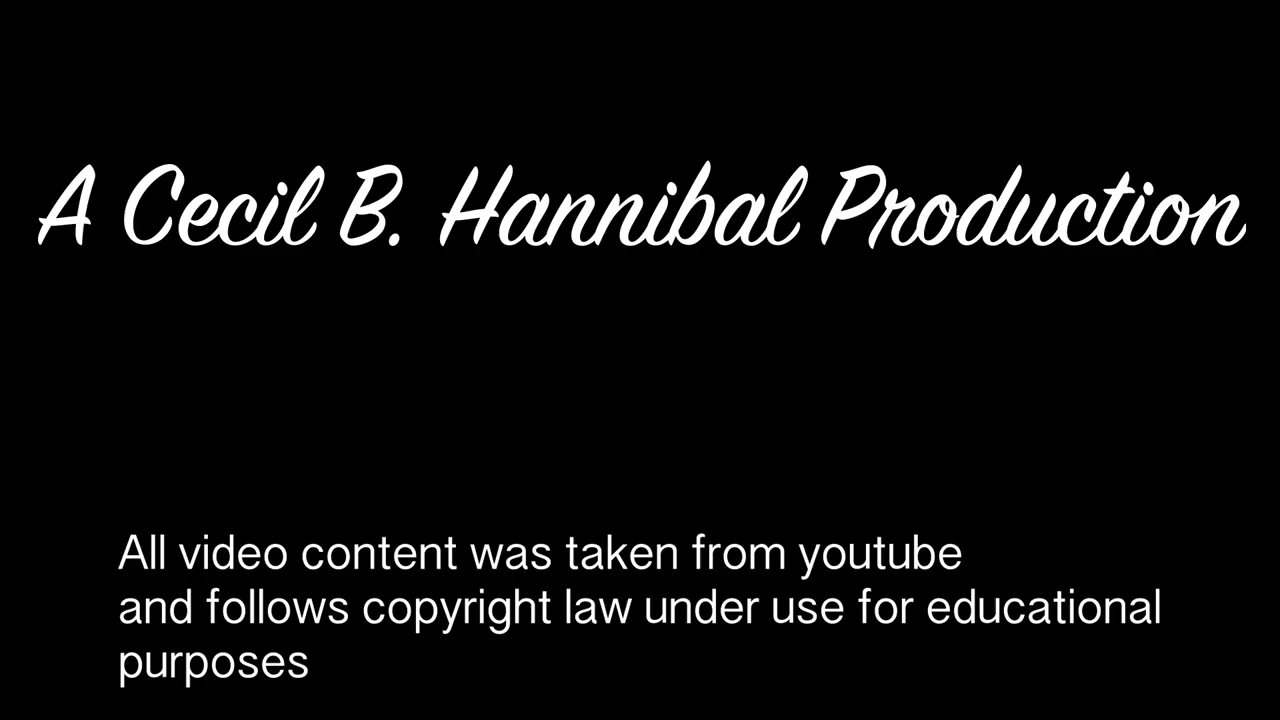 A Cecil B. Hannibal Production
All video content was taken from youtube
and follows copyright law under use for educational
purposes